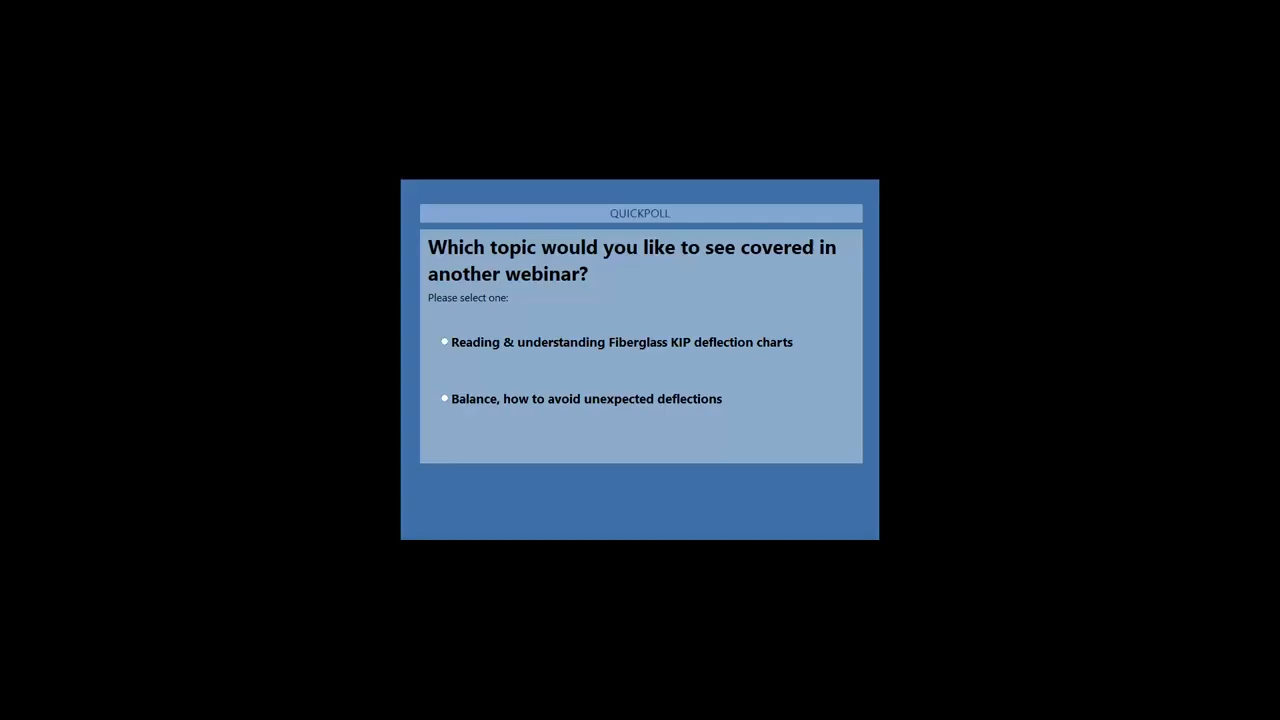 QUICKPOLL
Which topic would you like to see covered in
another webinar?
Please select one:
Reading & understanding Fiberglass KIP deflection charts
Balance, how to avoid unexpected deflections